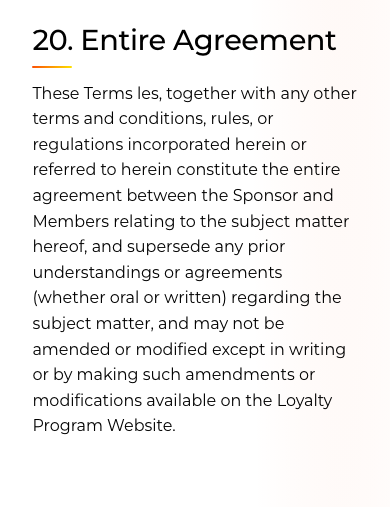 20. Entire Agreement
These Terms les, together with any other
terms and conditions, rules, or
regulations incorporated herein or
referred to herein constitute the entire
agreement between the Sponsor and
Members relating to the subject matter
hereof, and supersede any prior
understandings or agreements
(whether oral or written) regarding the
subject matter, and may not be
amended or modified except in writing
or by making such amendments or
modifications available on the Loyalty
Program Website.